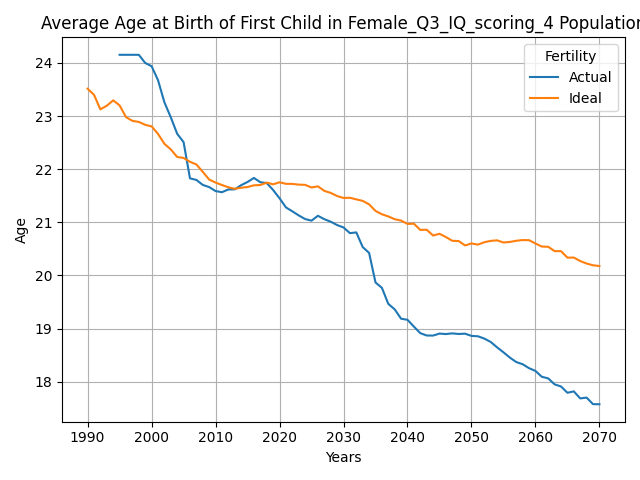 Average Age at Birth of First Child in Female_Q3_IQ_scoring_4 Population
Fertility
Actual
Ideal
Age
24
23
22
21
20
19
18
1990 2000 2010 2020 2030 2040 2050 2060 2070
Years